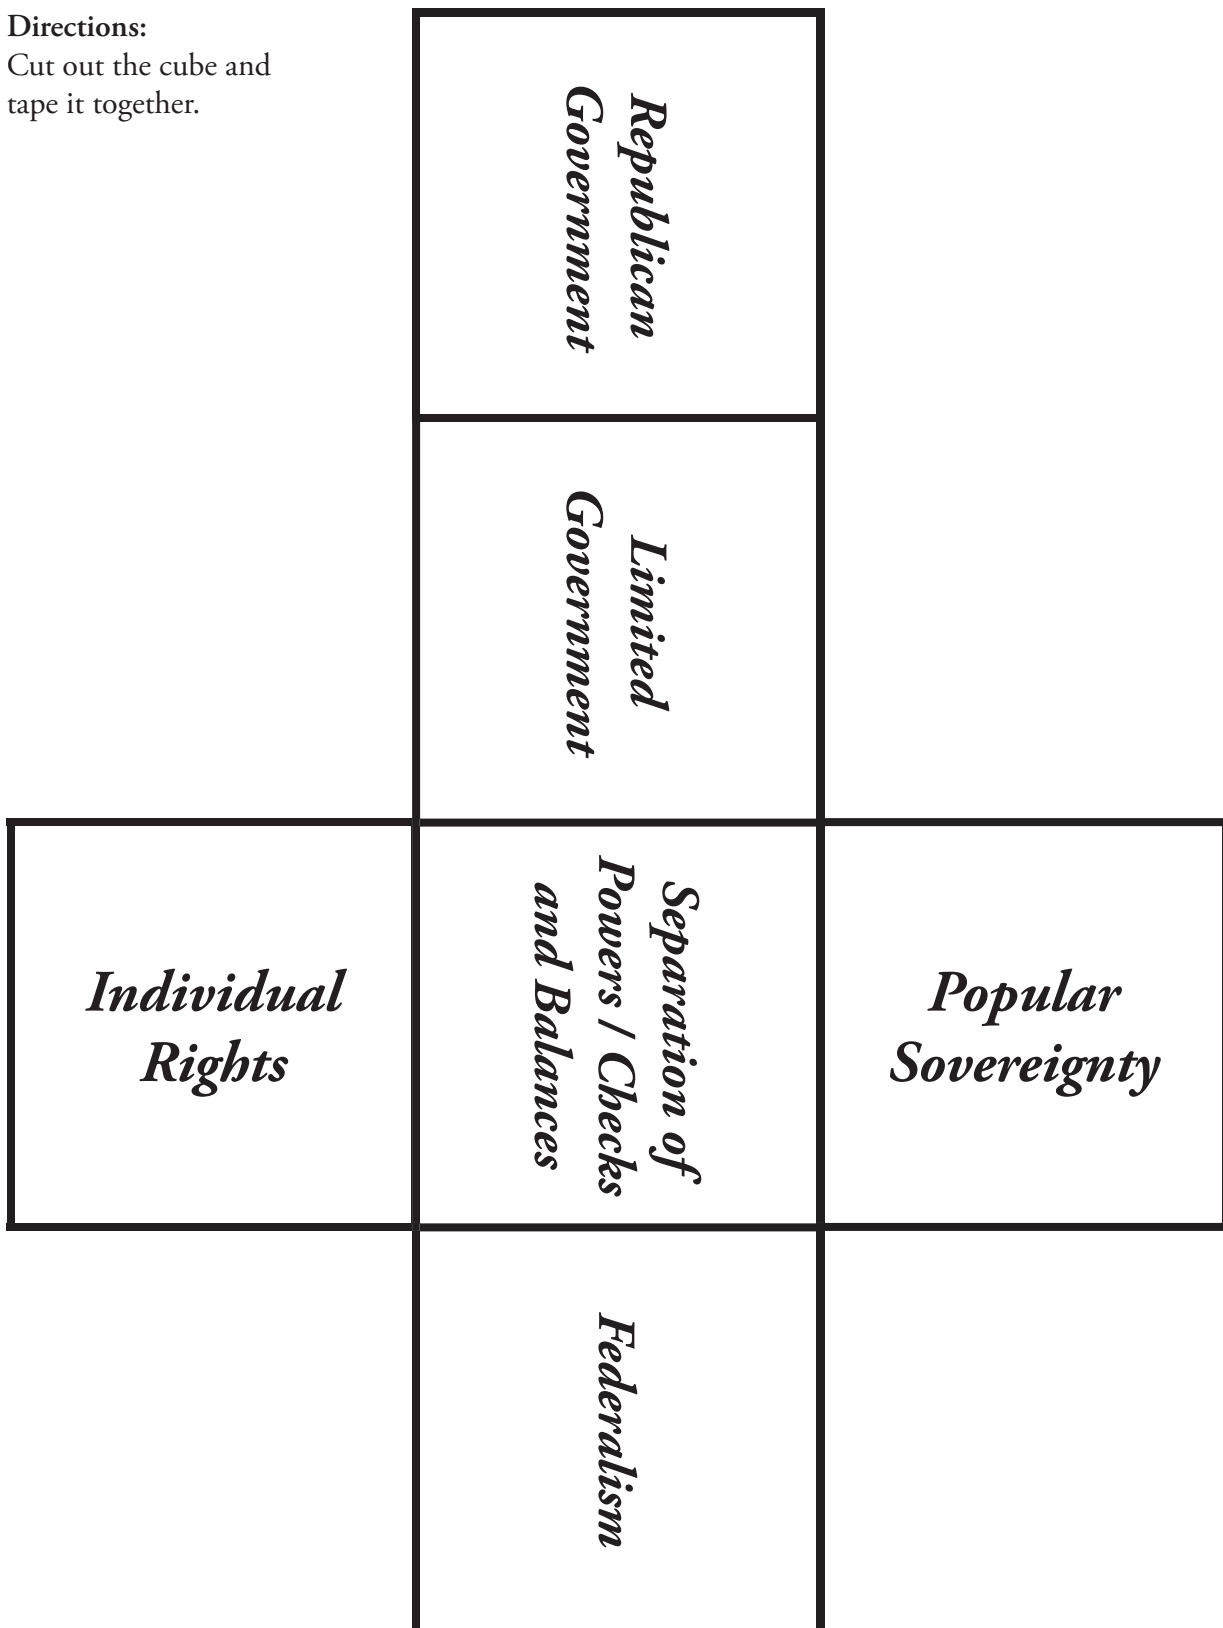 Directions:
Cut out the cube and
tape it together.
Republican
Government
Limited
Government
Individual
Rights
Separation of
Powers / Checks
and Balances
Popular
Sovereignty
Federalism